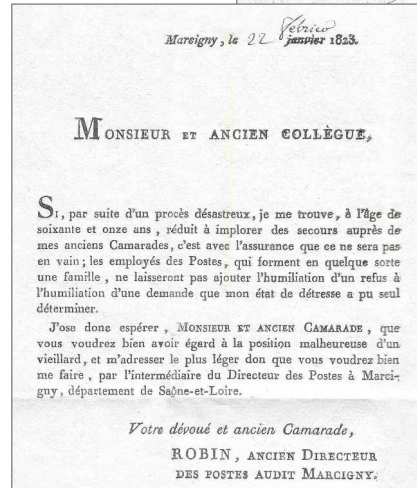 Marcigny, le 22 février janvier 1823.
MONSIEUR ET ANCIEN COLLÈGUE,
SI, par suite d'un procès désastreux, je me trouve, à l'âge de
soixante et onze ans, réduit à implorer des secours auprès de
mes anciens Camarades, c'est avec l'assurance que ce ne sera pas
en vain; les employés des Postes, qui forment en quelque sorte
une famille, ne laisseront pas ajouter l'humiliation d'un refus à
l'humiliation d'une demande que mon état de détresse a pu seul
déterminer.
J'ose donc espérer, MONSIEUR ET ANCIEN CAMARADE, que
vous voudrez bien avoir égard à la position malheureuse d'un
vieillard, et m'adresser le plus léger don que vous voudrez bien
me faire, par l'intermédiaire du Directeur des Postes à Marci-
gny, département de Saône-et-Loire.
Votre dévoué et ancien Camarade,
ROBIN, ANCIEN DIRECTEUR
DES POSTES AUDIT MARCIGNY.